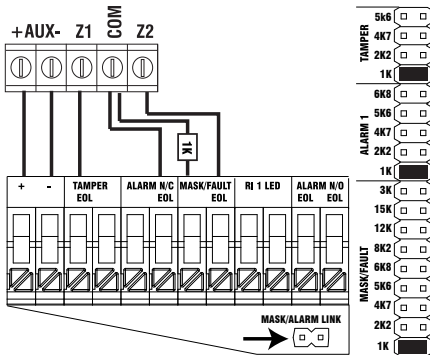 +AUX- Z1 COM Z2
1K
+ - TAMPER ALARM N/C MASK/FAULT RI 1 LED ALARM N/O
EOL EOL EOL EOL EOL
MASK/ALARM LINK
TAMPER
5k6
4K7
2K2
1K
ALARM 1
6K8
5K6
4K7
2K2
1K
MASK/FAULT
3K
15K
12K
8K2
6K8
5K6
4K7
2K2
1K